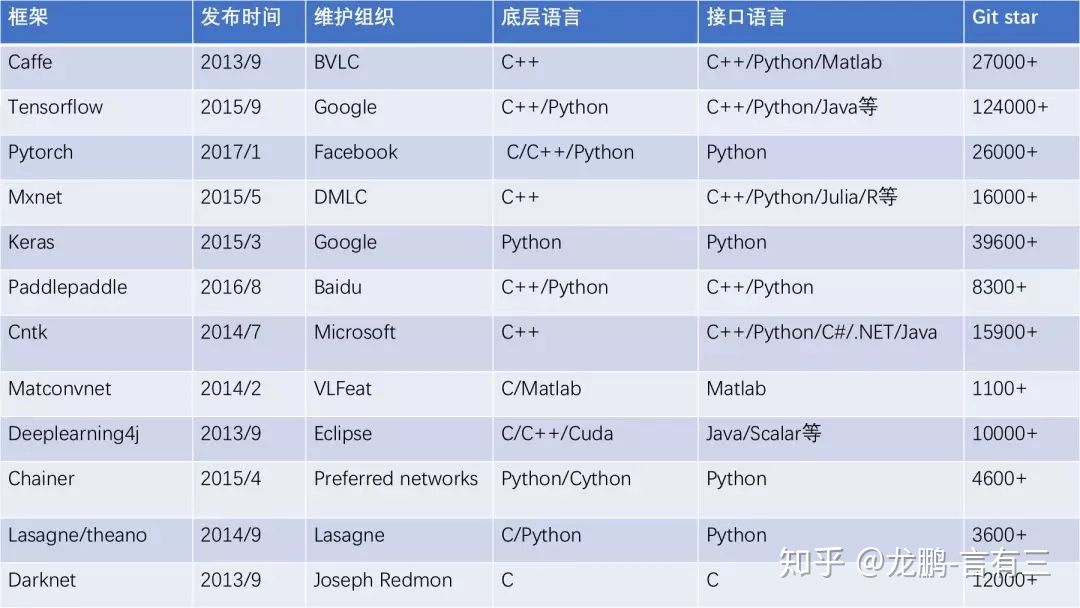 框架 发布时间 维护组织 底层语言 接口语言 Git star
Caffe 2013/9 BVLC C++ C++/Python/Matlab 27000+
Tensorflow 2015/9 Google C++/Python C++/Python/Java等 124000+
Pytorch 2017/1 Facebook C/C++/Python Python 26000+
Mxnet 2015/5 DMLC C++ C++/Python/Julia/R等 16000+
Keras 2015/3 Google Python Python 39600+
Paddlepaddle 2016/8 Baidu C++/Python C++/Python 8300+
Cntk 2014/7 Microsoft C++ C++/Python/C#/.NET/Java 15900+
Matconvnet 2014/2 VLFeat C/Matlab Matlab 1100+
Deeplearning4j 2013/9 Eclipse C/C++/Cuda Java/Scalar等 10000+
Chainer 2015/4 Preferred networks Python/Cython Python 4600+
Lasagne/theano 2014/9 Lasagne C/Python Python 3600+
Darknet 2013/9 Joseph Redmon C C 12000+
知乎 @龙鹏-言有三